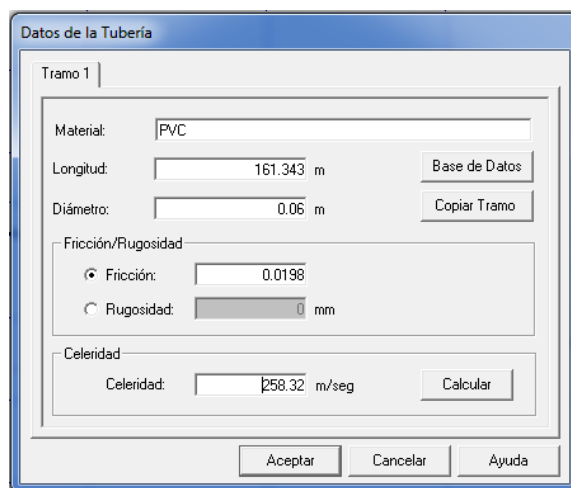 Datos de la Tubería
Tramo 1
Material: PVC
Longitud: 161.343 m Base de Datos
Diámetro: 0.06 m Copiar Tramo
Fricción/Rugosidad
Fricción: 0.0198
Rugosidad: 0 mm
Celeridad
Celeridad: 258.32 m/seg Calcular
Aceptar Cancelar Ayuda